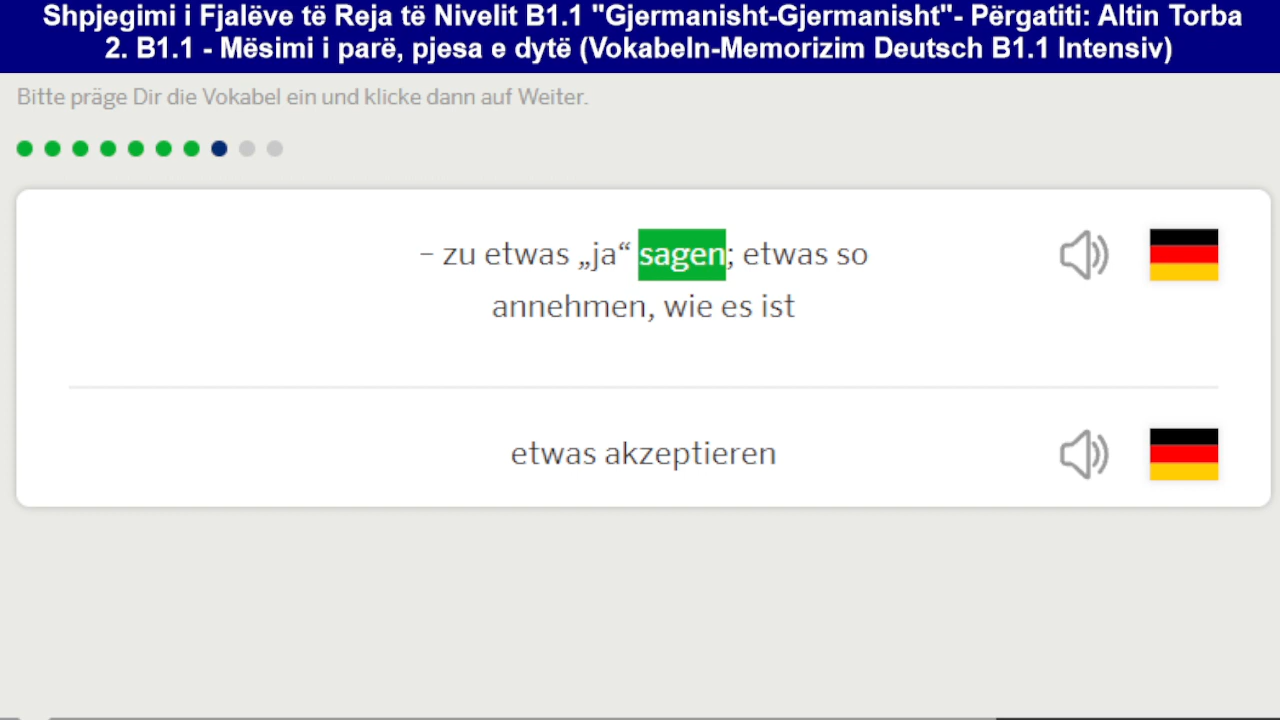 Shpjegimi i Fjalëve të Reja të Nivelit B1.1 "Gjermanisht-Gjermanisht"- Përgatiti: Altin Torba
2. B1.1 - Mësimi i parë, pjesa e dytë (Vokabeln-Memorizim Deutsch B1.1 Intensiv)
Bitte präge Dir die Vokabel ein und klicke dann auf Weiter.
– zu etwas „ja“ sagen; etwas so
annehmen, wie es ist
etwas akzeptieren